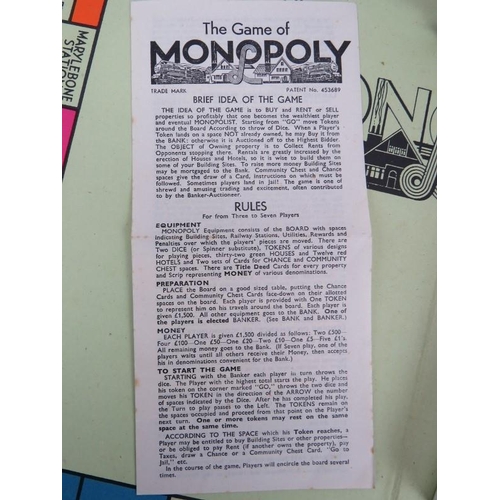 The Game of
MONOPOLY
TRADE MARK PATENT No. 453689
BRIEF IDEA OF THE GAME
THE IDEA OF THE GAME is to BUY and RENT or SELL
properties so profitably that one becomes the wealthiest player
and eventual MONOPOLIST. Starting from "GO" move Tokens
around the Board According to throw of Dice. When a Player's
Token lands on a space NOT already owned, he may Buy it from
the BANK; otherwise it is Auctioned off to the Highest Bidder.
The OBJECT of Owning property is to Collect Rents from
Opponents stopping there. Rentals are greatly increased by the
erection of Houses and Hotels, so it is wise to build them on
some of your Building Sites. To raise more money Building Sites
may be mortgaged to the Bank. Community Chest and Chance
spaces give the draw of a Card, instructions on which must be
followed. Sometimes players land in Jail! The game is one of
shrewd and amusing trading and excitement, often contributed
to by the Banker-Auctioneer!
RULES
For from Three to Seven Players
EQUIPMENT
MONOPOLY Equipment consists of the BOARD with spaces
indicating Building Sites, Railway Stations, Utilities, Rewards and
Penalties over which the players' pieces are moved. There are
Two DICE (or Spinner substitute), TOKENS of various designs
for playing pieces, thirty-two green HOUSES and Twelve red
HOTELS and Two sets of Cards for CHANCE and COMMUNITY
CHEST spaces. There are Title Deed Cards for every property
and Scrip representing MONEY of various denominations.
PREPARATION
PLACE the Board on a good sized table, putting the Chance
Cards and Community Chest Cards face-down on their allotted
spaces on the board. Each player is provided with One TOKEN
to represent him on his travels around the board. Each player is
given £1,500. All other equipment goes to the BANK. One of
the players is elected BANKER. (See BANK and BANKER.)
MONEY
EACH PLAYER is given £1,500 divided as follows: Two £500—
Four £100—One £50—One £20—Two £10—One £5—Five £1's.
All remaining money goes to the Bank. (If Seven play, one of the
players waits until all others receive their Money, then accepts
his in denominations convenient for the Bank.)
TO START THE GAME
STARTING with the Banker each player in turn throws the
dice. The Player with the highest total starts the play. He places
his token on the corner marked "GO," throws the two dice and
moves his TOKEN in the direction of the ARROW the number
of spaces indicated by the Dice. After he has completed his play,
the Turn to play passes to the Left. The TOKENS remain on
the spaces occupied and proceed from that point on the Player's
next turn. One or more tokens may rest on the same
space at the same time.
ACCORDING TO THE SPACE which his Token reaches, a
Player may be entitled to buy Building Sites or other properties—
or be obliged to pay Rent (if another owns the property), pay
Taxes, draw a Chance or a Community Chest Card, "Go to
Jail," etc.
In the course of the game, Players will encircle the board several
times.
MARYLEBONE
STATION